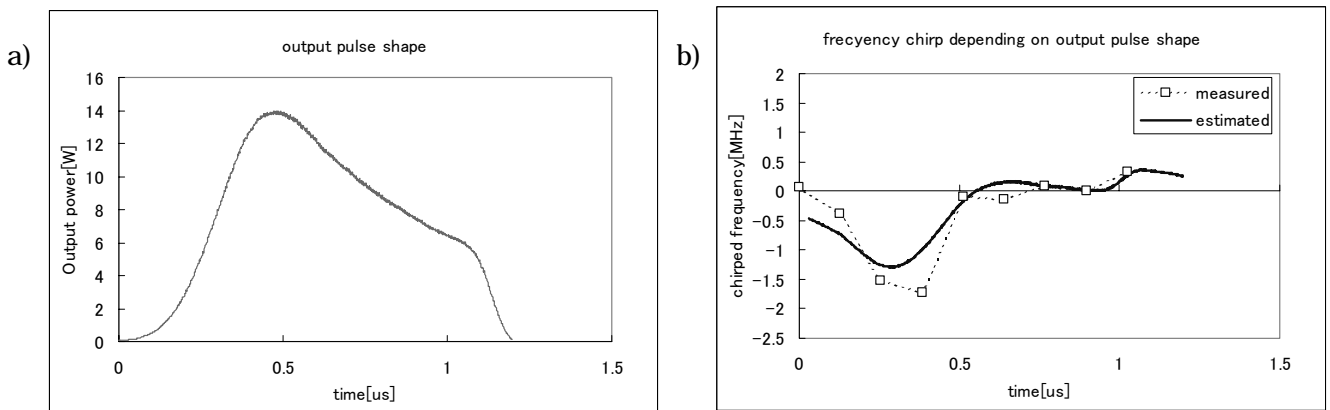 a)
output pulse shape
Output power[W]
16
14
12
10
8
6
4
2
0
0 0.5 1 1.5
time[us]
b)
frecyency chirp depending on output pulse shape
chirped frequency[MHz]
2
1.5
1
0.5
0
-0.5
-1
-1.5
-2
-2.5
measured
estimated
0 0.5 1 1.5
time[us]